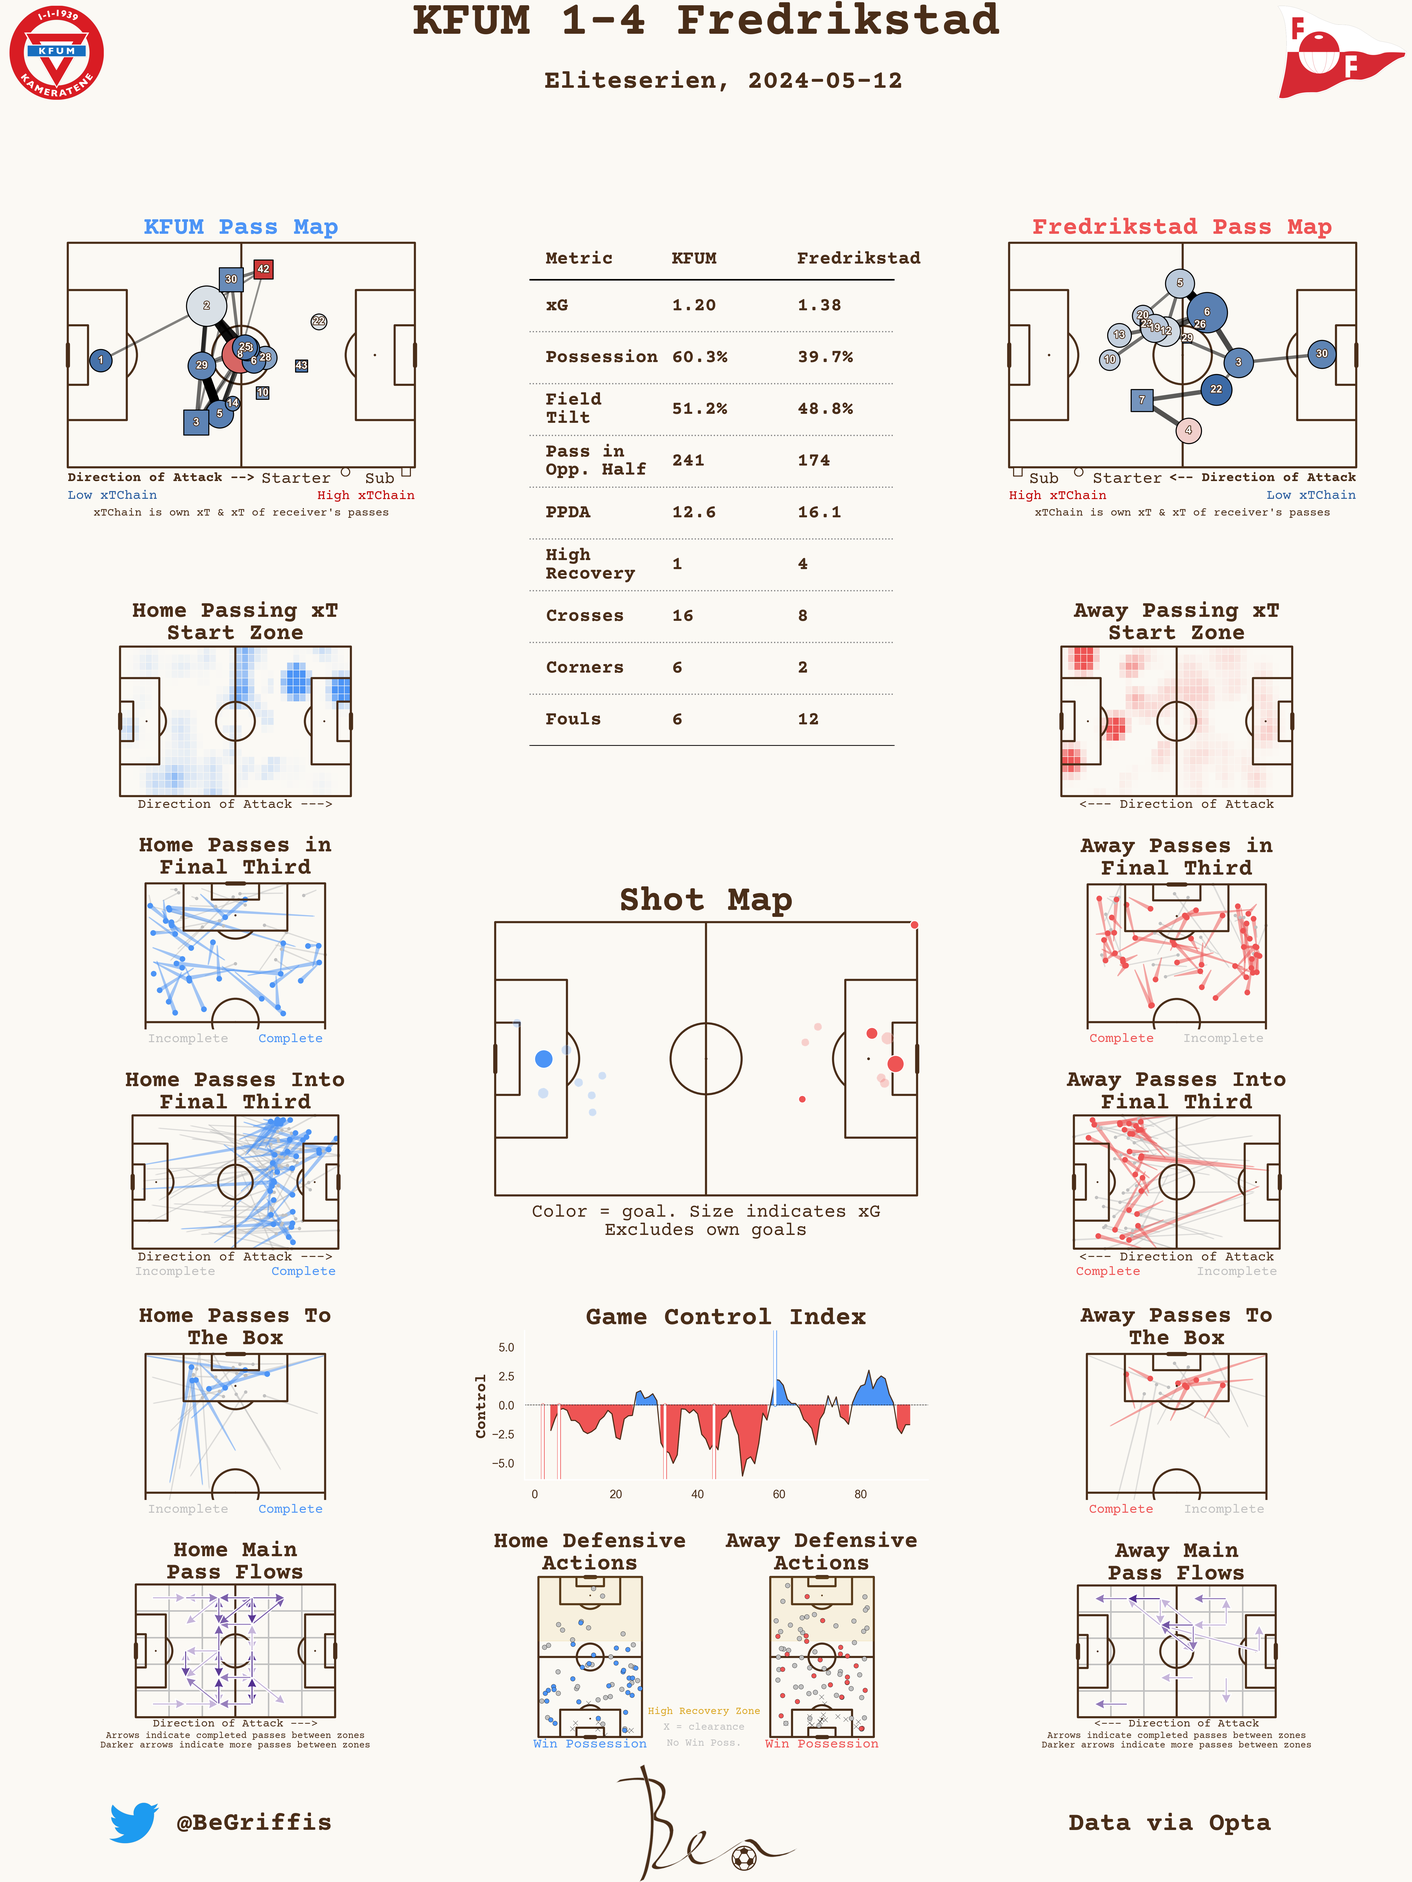 KFUM 1-4 Fredrikstad
Eliteserien, 2024-05-12
1-1-1939
KFUM
KAMERATENE
F
F
KFUM Pass Map
42
30
2
22
1
25
8
6
28
29
43
10
14
5
3
Direction of Attack --> Starter Sub
Low xTChain High xTChain
xTChain is own xT & xT of receiver's passes
Metric KFUM Fredrikstad
xG 1.20 1.38
Possession 60.3% 39.7%
Field
Tilt 51.2% 48.8%
Pass in
Opp. Half 241 174
PPDA 12.6 16.1
High
Recovery 1 4
Crosses 16 8
Corners 6 2
Fouls 6 12
Fredrikstad Pass Map
5
6
20
26
19
12
13
29
10
3
30
22
7
4
Sub Starter <-- Direction of Attack
High xTChain Low xTChain
xTChain is own xT & xT of receiver's passes
Home Passing xT
Start Zone
Direction of Attack --->
Away Passing xT
Start Zone
<--- Direction of Attack
Home Passes in
Final Third
Incomplete Complete
Away Passes in
Final Third
Complete Incomplete
Shot Map
Color = goal. Size indicates xG
Excludes own goals
Home Passes Into
Final Third
Direction of Attack --->
Incomplete Complete
Away Passes Into
Final Third
<--- Direction of Attack
Complete Incomplete
Home Passes To
The Box
Incomplete Complete
Game Control Index
Control
5.0
2.5
0.0
−2.5
−5.0
0 20 40 60 80
Away Passes To
The Box
Complete Incomplete
Home Main
Pass Flows
Direction of Attack --->
Arrows indicate completed passes between zones
Darker arrows indicate more passes between zones
Home Defensive
Actions
Win Possession
High Recovery Zone
X = clearance
No Win Poss.
Away Defensive
Actions
Win Possession
Away Main
Pass Flows
<--- Direction of Attack
Arrows indicate completed passes between zones
Darker arrows indicate more passes between zones
@BeGriffis
Ben
Data via Opta